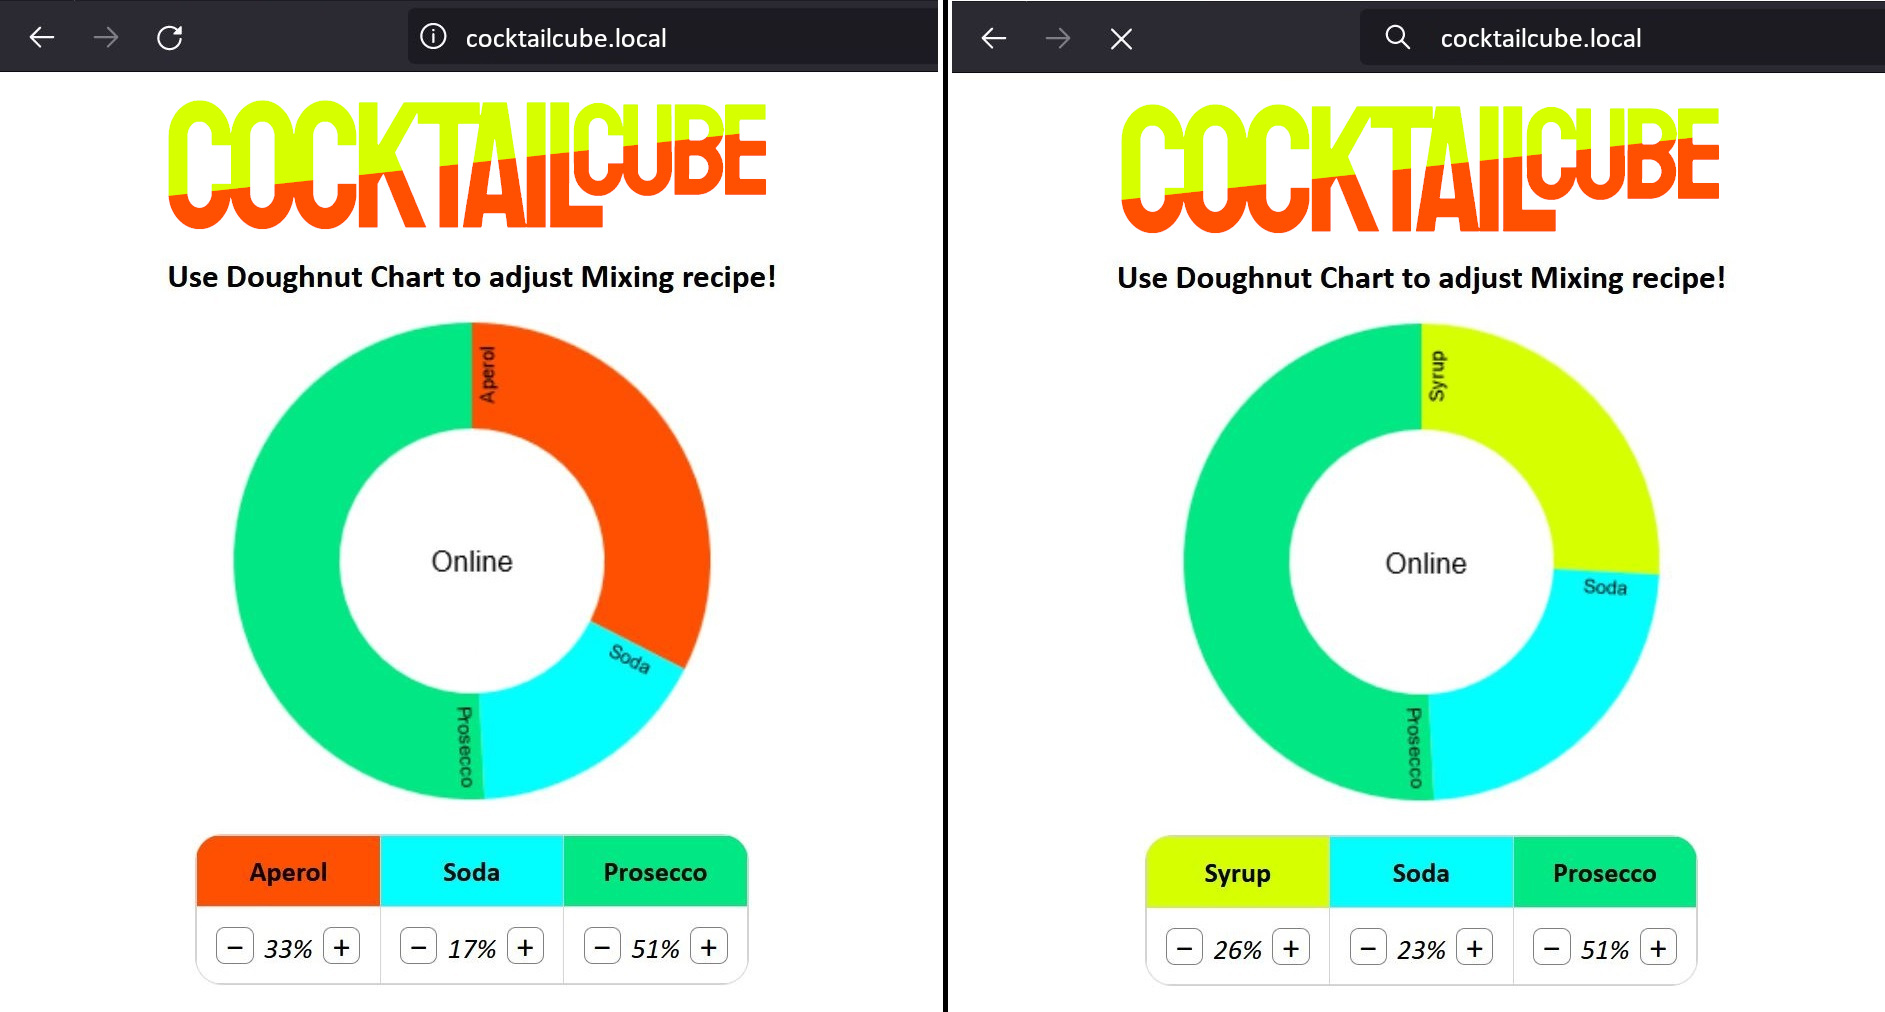 cocktailcube.local
COCKTAILCUBE
Use Doughnut Chart to adjust Mixing recipe!
Aperol
Online
Soda
Prosecco
Aperol Soda Prosecco
− 33% + − 17% + − 51% +
cocktailcube.local
COCKTAILCUBE
Use Doughnut Chart to adjust Mixing recipe!
Syrup
Online
Soda
Prosecco
Syrup Soda Prosecco
− 26% + − 23% + − 51% +